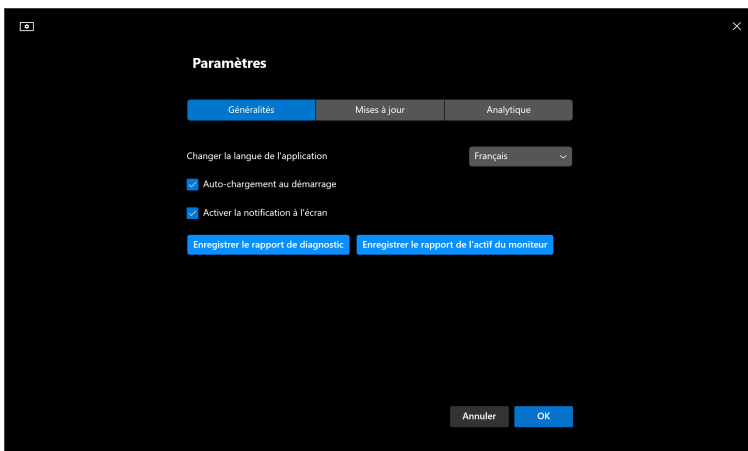 Paramètres
Généralités Mises à jour Analytique
Changer la langue de l'application Français
Auto-chargement au démarrage
Activer la notification à l'écran
Enregistrer le rapport de diagnostic Enregistrer le rapport de l'actif du moniteur
Annuler OK